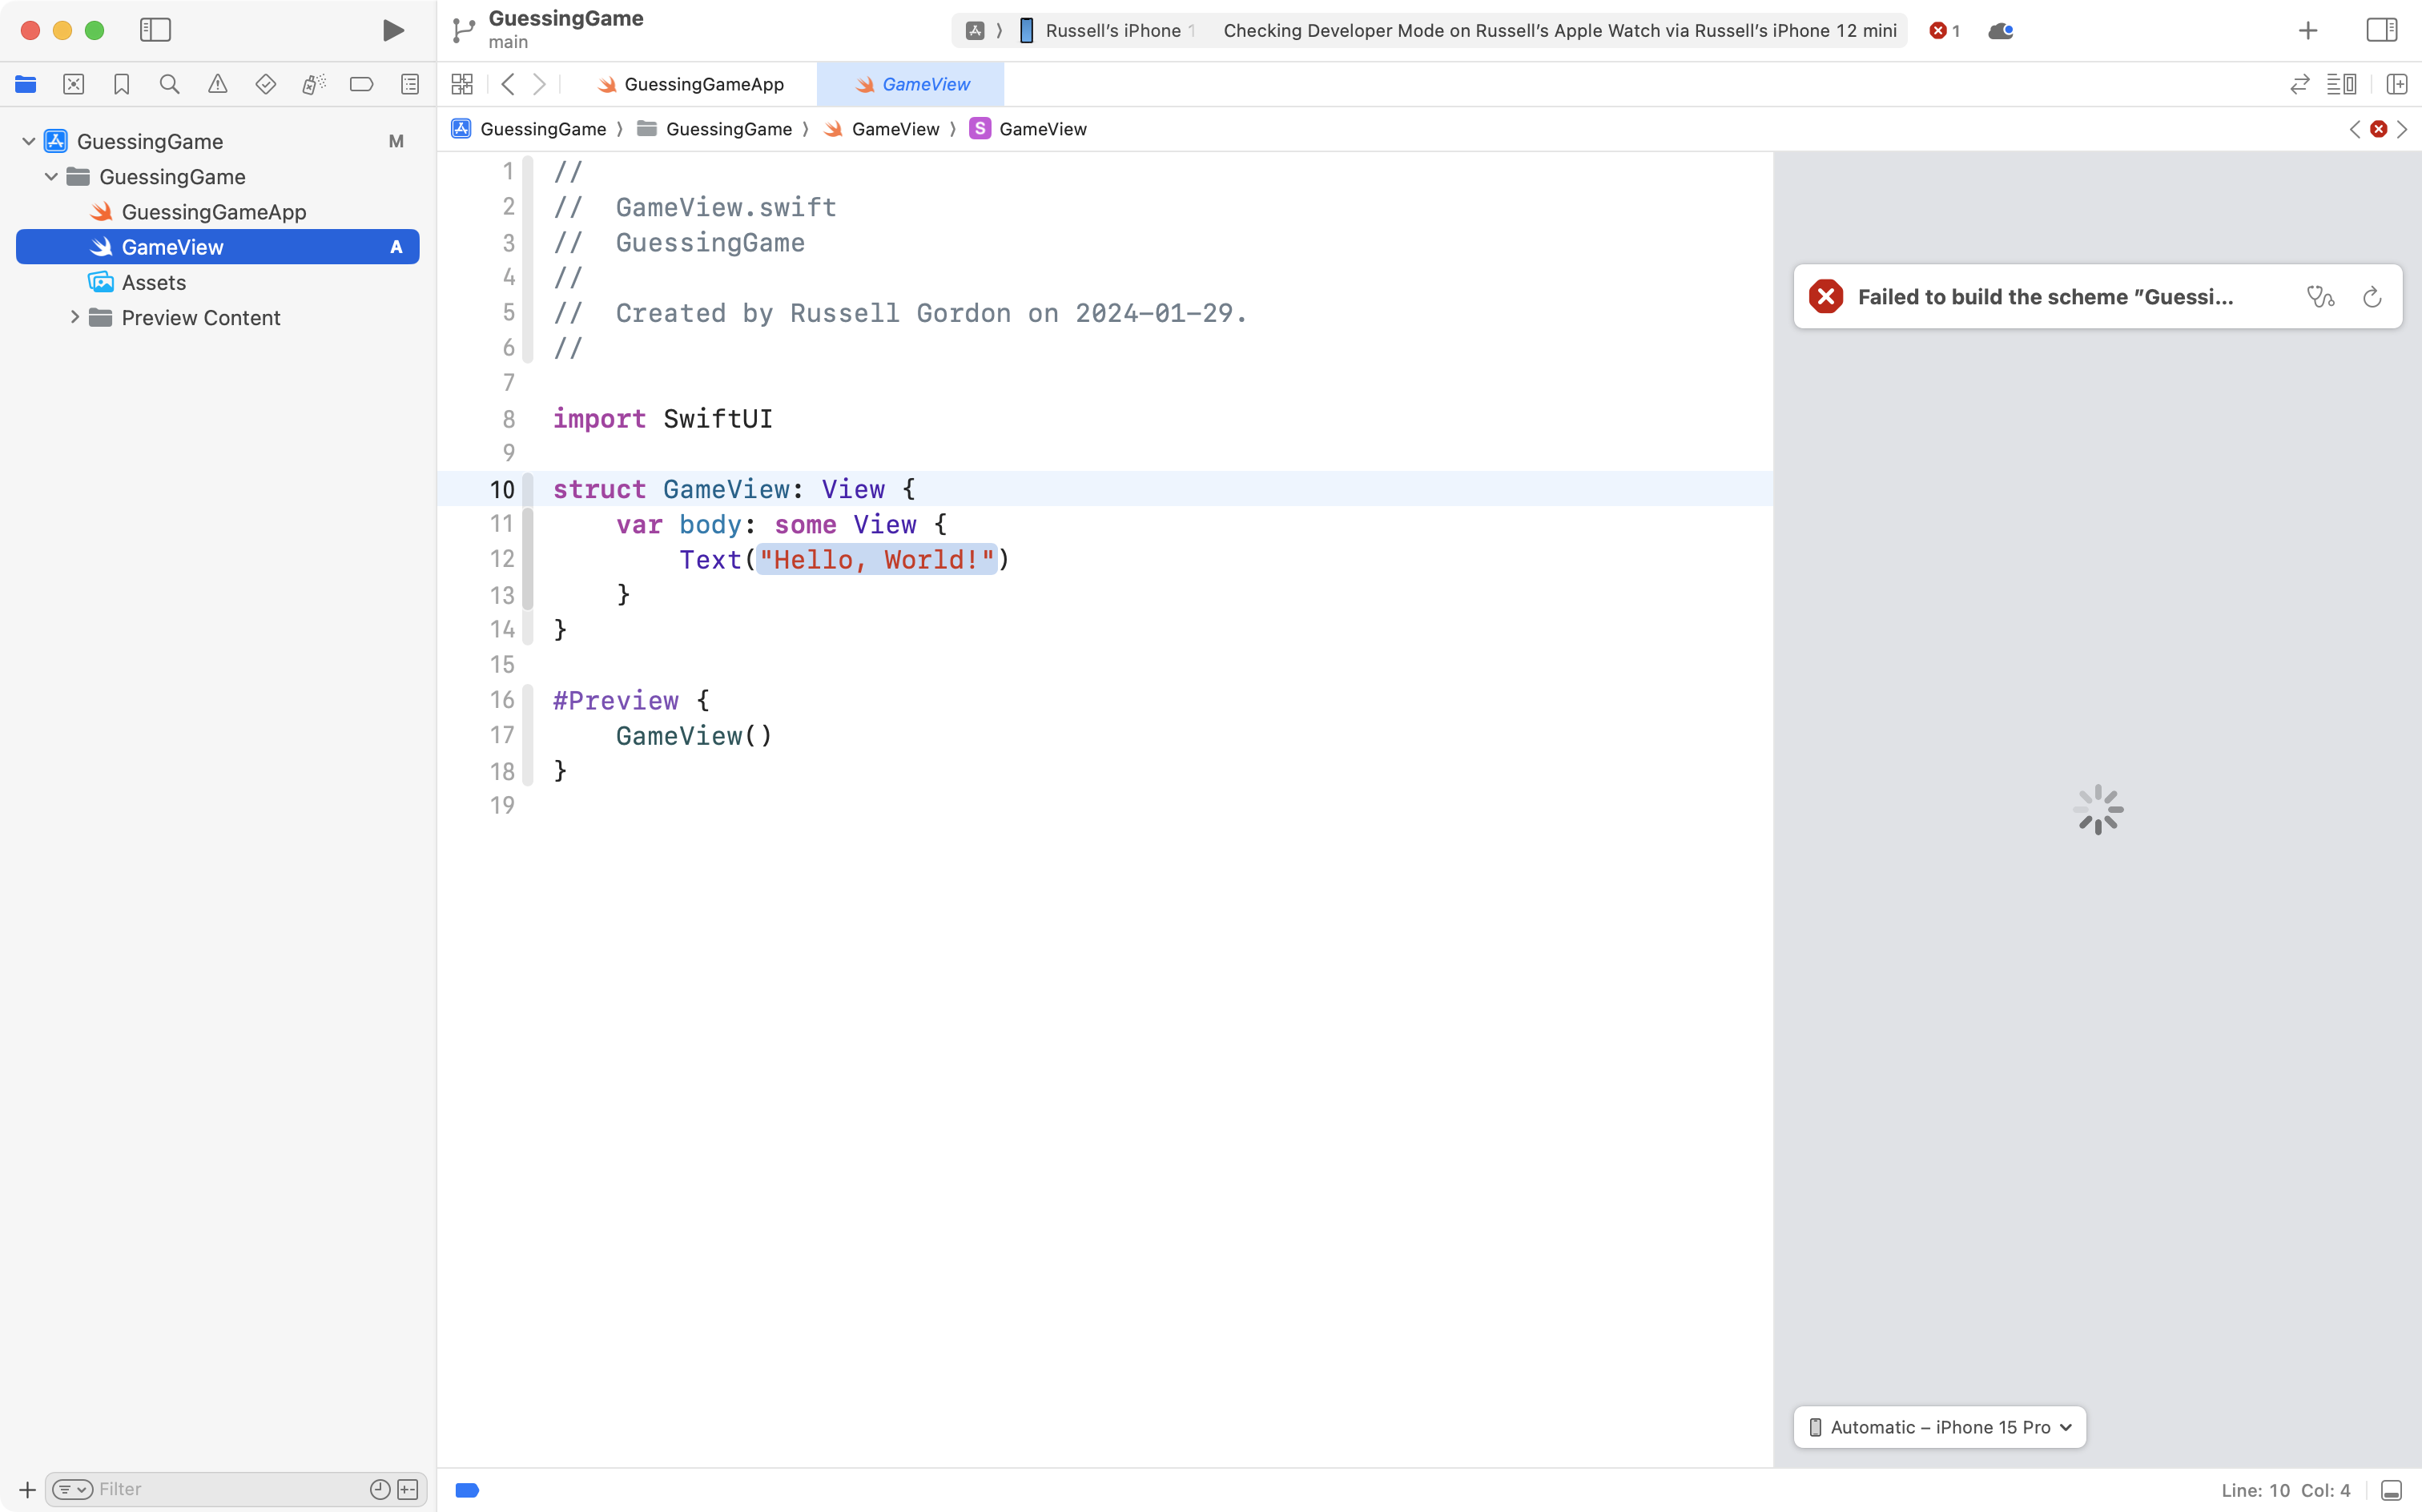 GuessingGame
main
Russell's iPhone 1
Checking Developer Mode on Russell's Apple Watch via Russell's iPhone 12 mini
1
GuessingGameApp
GameView
GuessingGame
GuessingGame
GameView
S
GameView
GuessingGame
M
GuessingGame
GuessingGameApp
GameView
A
Assets
Preview Content
1 //
2 //  GameView.swift
3 //  GuessingGame
4 //
5 //  Created by Russell Gordon on 2024-01-29.
6 //
7
8 import SwiftUI
9
10 struct GameView: View {
11     var body: some View {
12         Text("Hello, World!")
13     }
14 }
15
16 #Preview {
17     GameView()
18 }
19
Failed to build the scheme "Guessi...
Automatic – iPhone 15 Pro
Filter
Line: 10 Col: 4